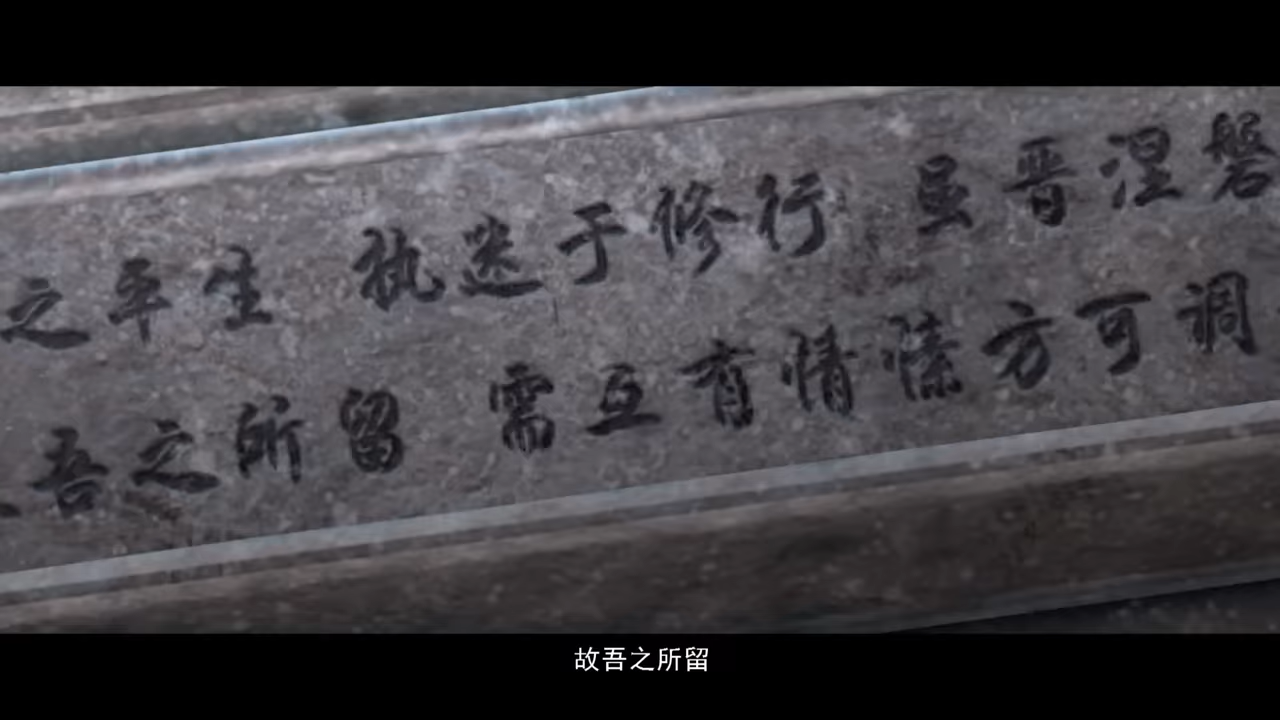 之平生 执迷于修行 虽晋涅磐
吾之所留 需互有情愫方可调
故吾之所留